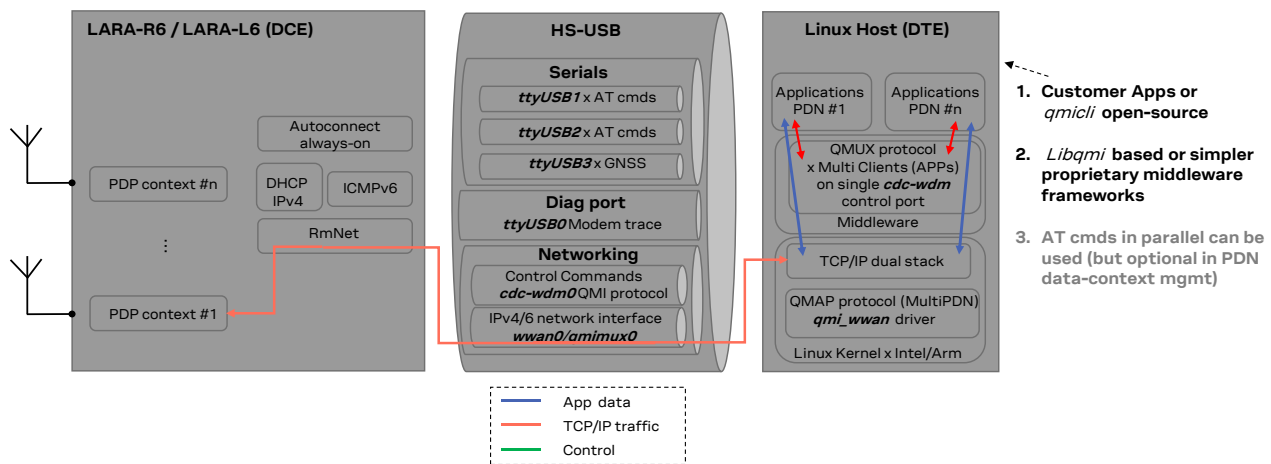 LARA-R6 / LARA-L6 (DCE)
Autoconnect
always-on
PDP context #n
DHCP
IPv4
ICMPv6
RmNet
...
PDP context #1
HS-USB
Serials
ttyUSB1 x AT cmds
ttyUSB2 x AT cmds
ttyUSB3 x GNSS
Diag port
ttyUSB0 Modem trace
Networking
Control Commands
cdc-wdm0 QMI protocol
IPv4/6 network interface
wwan0/qmimux0
Linux Host (DTE)
Applications
PDN #1
Applications
PDN #n
QMUX protocol
x Multi Clients (APPs)
on single cdc-wdm
control port
Middleware
TCP/IP dual stack
QMAP protocol (MultiPDN)
qmi_wwan driver
Linux Kernel x Intel/Arm
1. Customer Apps or
qmicli open-source
2. Libqmi based or simpler
proprietary middleware
frameworks
3. AT cmds in parallel can be
used (but optional in PDN
data-context mgmt)
App data
TCP/IP traffic
Control